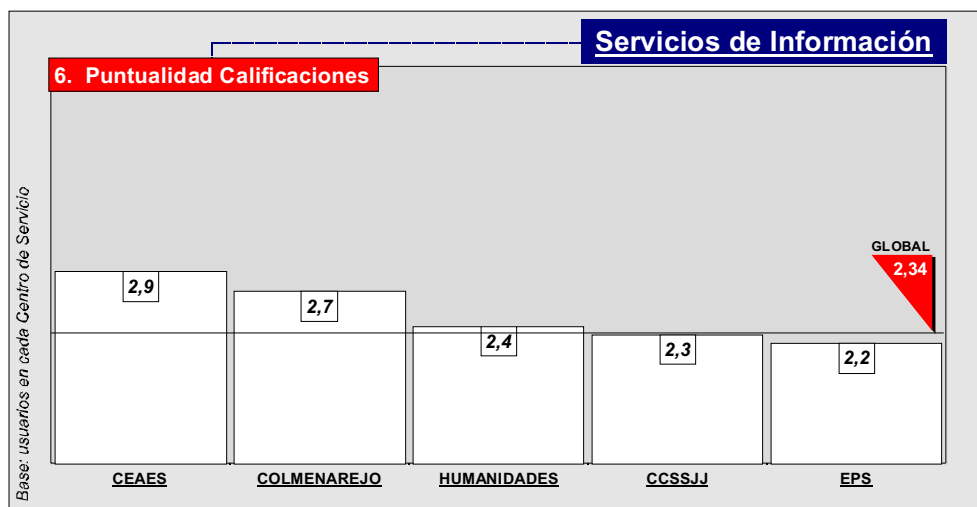 Servicios de Información
6. Puntualidad Calificaciones
Base: usuarios en cada Centro de Servicio
GLOBAL
2,34
2,9
2,7
2,4
2,3
2,2
CEAES
COLMENAREJO
HUMANIDADES
CCSSJJ
EPS